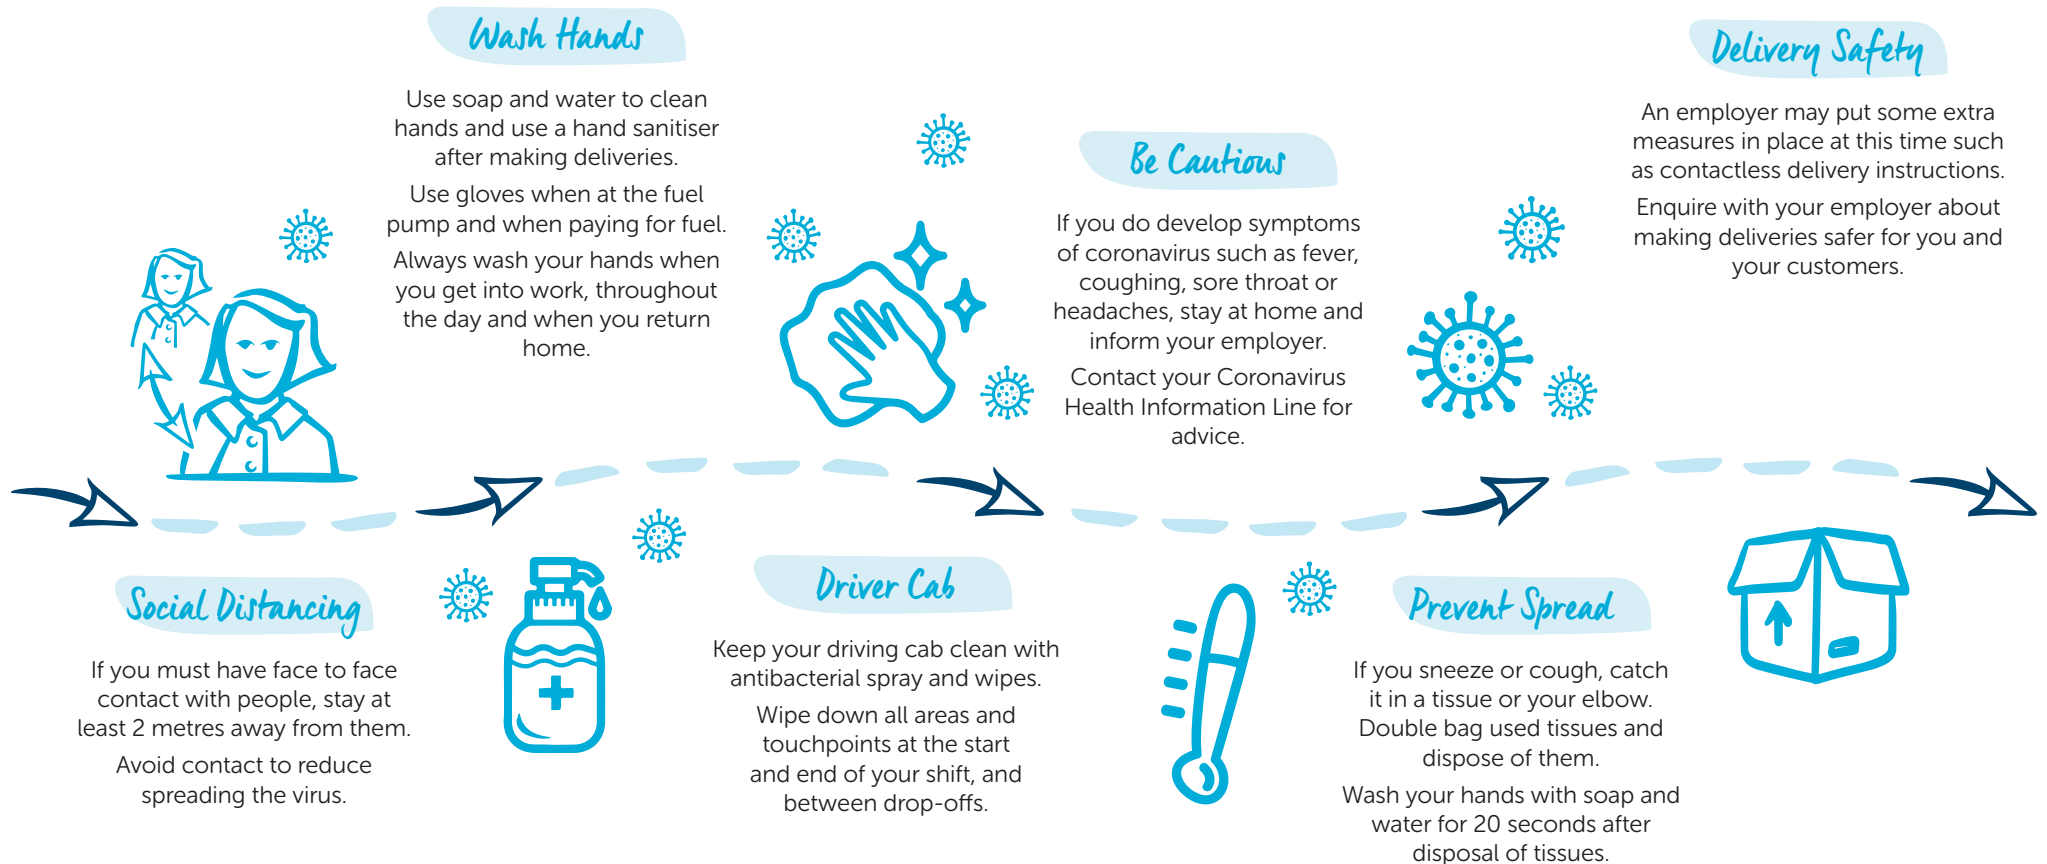 Wash Hands
Use soap and water to clean
hands and use a hand sanitiser
after making deliveries.
Use gloves when at the fuel
pump and when paying for fuel.
Always wash your hands when
you get into work, throughout
the day and when you return
home.
Delivery Safety
An employer may put some extra
measures in place at this time such
as contactless delivery instructions.
Enquire with your employer about
making deliveries safer for you and
your customers.
Be Cautious
If you do develop symptoms
of coronavirus such as fever,
coughing, sore throat or
headaches, stay at home and
inform your employer.
Contact your Coronavirus
Health Information Line for
advice.
Social Distancing
If you must have face to face
contact with people, stay at
least 2 metres away from them.
Avoid contact to reduce
spreading the virus.
Driver Cab
Keep your driving cab clean with
antibacterial spray and wipes.
Wipe down all areas and
touchpoints at the start
and end of your shift, and
between drop-offs.
Prevent Spread
If you sneeze or cough, catch
it in a tissue or your elbow.
Double bag used tissues and
dispose of them.
Wash your hands with soap and
water for 20 seconds after
disposal of tissues.